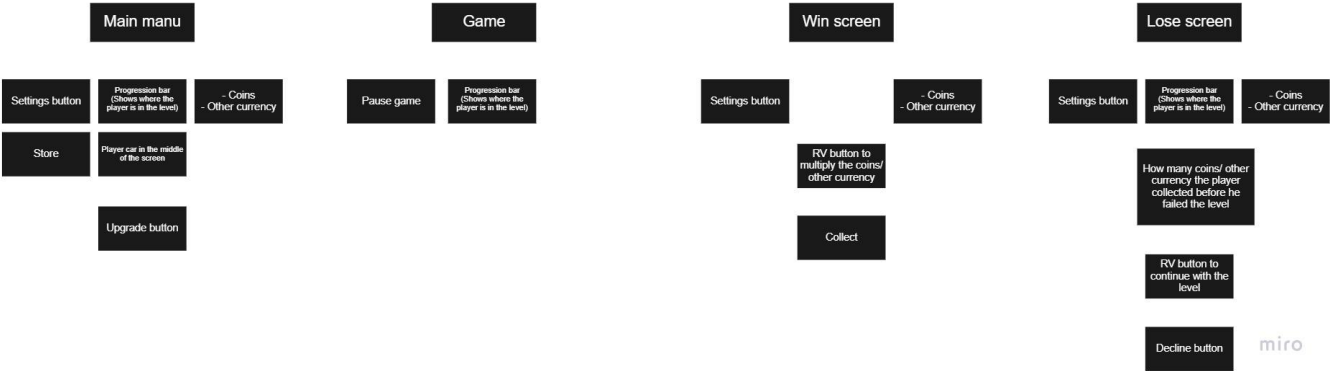 Main manu
Game
Win screen
Lose screen
Settings button
Progression bar
(Shows where the
player is in the level)
- Coins
- Other currency
Store
Player car in the middle
of the screen
Upgrade button
Pause game
Progression bar
(Shows where the
player is in the level)
Settings button
- Coins
- Other currency
RV button to
multiply the coins/
other currency
Collect
Settings button
Progression bar
(Shows where the
player is in the level)
- Coins
- Other currency
How many coins/ other
currency the player
collected before he
failed the level
RV button to
continue with the
level
Decline button
miro